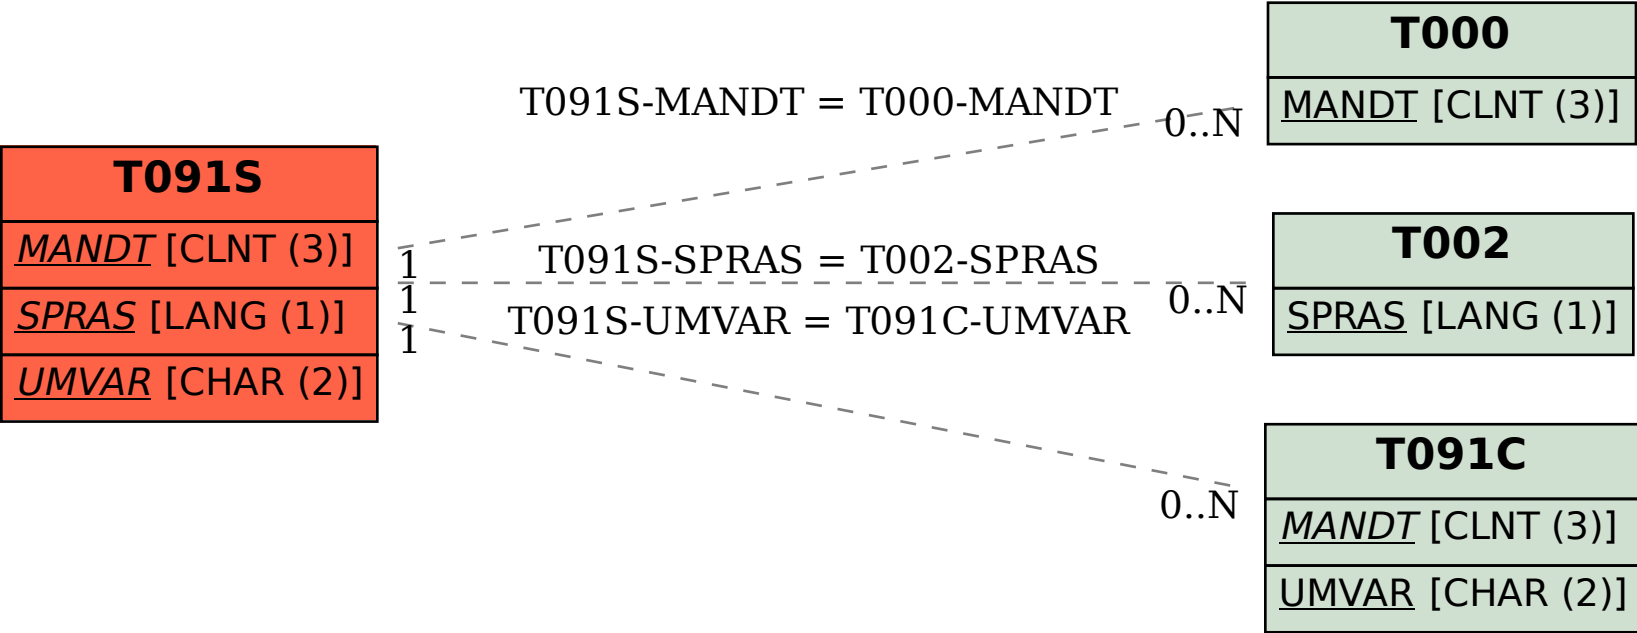 T000
MANDT [CLNT (3)]
T091S-MANDT = T000-MANDT
0..N
T091S
MANDT [CLNT (3)]
SPRAS [LANG (1)]
UMVAR [CHAR (2)]
1
T091S-SPRAS = T002-SPRAS
1
0..N
T091S-UMVAR = T091C-UMVAR
1
T002
SPRAS [LANG (1)]
0..N
T091C
MANDT [CLNT (3)]
UMVAR [CHAR (2)]